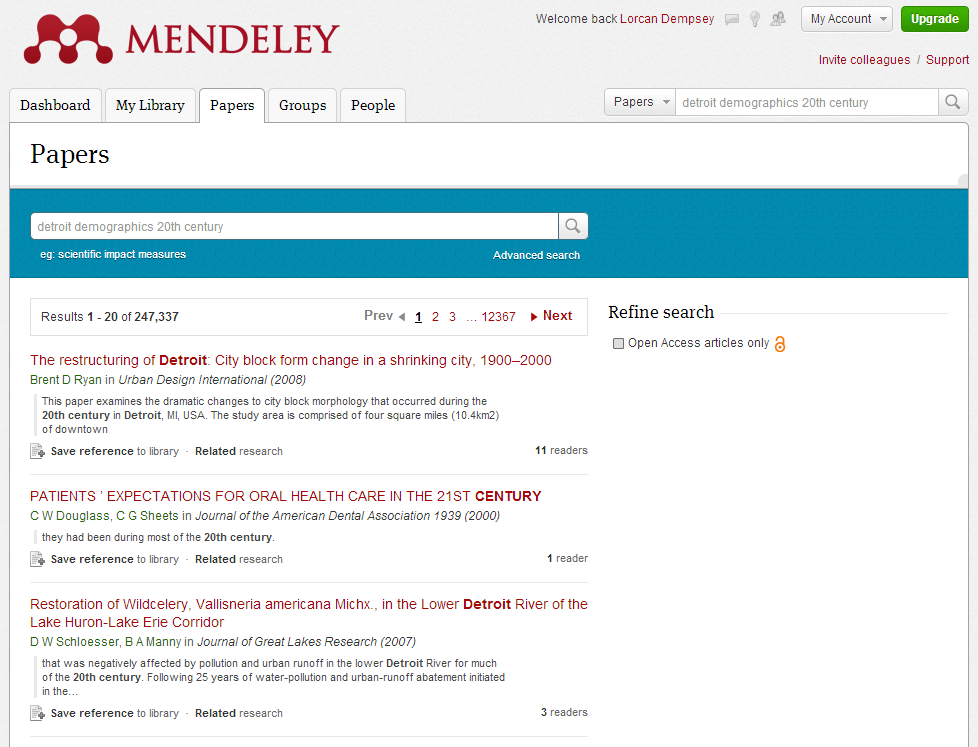 MENDELEY
Welcome back Lorcan Dempsey
My Account
Upgrade
Invite colleagues / Support
Dashboard
My Library
Papers
Groups
People
Papers
detroit demographics 20th century
Papers
detroit demographics 20th century
eg: scientific impact measures
Advanced search
Results 1 - 20 of 247,337
Prev 1 2 3 ... 12367 Next
Refine search
Open Access articles only
The restructuring of Detroit: City block form change in a shrinking city, 1900–2000
Brent D Ryan in Urban Design International (2008)
This paper examines the dramatic changes to city block morphology that occurred during the
20th century in Detroit, MI, USA. The study area is comprised of four square miles (10.4km2)
of downtown
Save reference to library · Related research
11 readers
PATIENTS ’ EXPECTATIONS FOR ORAL HEALTH CARE IN THE 21ST CENTURY
C W Douglass, C G Sheets in Journal of the American Dental Association 1939 (2000)
they had been during most of the 20th century.
Save reference to library · Related research
1 reader
Restoration of Wildcelery, Vallisneria americana Michx., in the Lower Detroit River of the
Lake Huron-Lake Erie Corridor
D W Schloesser, B A Manny in Journal of Great Lakes Research (2007)
that was negatively affected by pollution and urban runoff in the lower Detroit River for much
of the 20th century. Following 25 years of water-pollution and urban-runoff abatement initiated
in the...
Save reference to library · Related research
3 readers